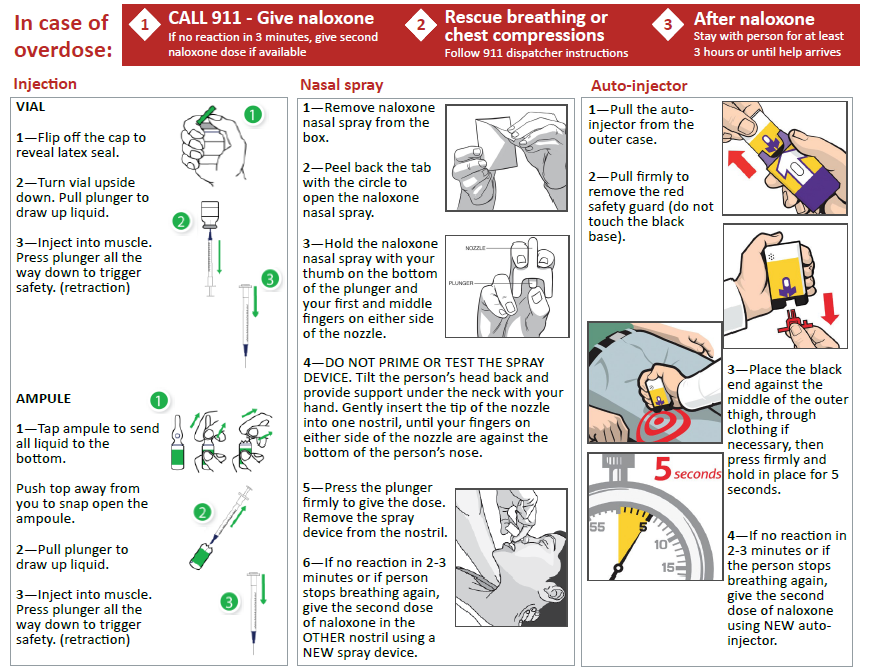 In case of
overdose:
1
CALL 911 - Give naloxone
If no reaction in 3 minutes, give second
naloxone dose if available
2
Rescue breathing or
chest compressions
Follow 911 dispatcher instructions
3
After naloxone
Stay with person for at least
3 hours or until help arrives
Injection
VIAL
1—Flip off the cap to
reveal latex seal.
2—Turn vial upside
down. Pull plunger to
draw up liquid.
3—Inject into muscle.
Press plunger all the
way down to trigger
safety. (retraction)
1
2
3
AMPULE
1—Tap ampule to send
all liquid to the
bottom.
Push top away from
you to snap open the
ampoule.
2—Pull plunger to
draw up liquid.
3—Inject into muscle.
Press plunger all the
way down to trigger
safety. (retraction)
1
2
3
Nasal spray
1—Remove naloxone
nasal spray from the
box.
2—Peel back the tab
with the circle to
open the naloxone
nasal spray.
3—Hold the naloxone
nasal spray with your
thumb on the bottom
of the plunger and
your first and middle
fingers on either side
of the nozzle.
NOZZLE
PLUNGER
4—DO NOT PRIME OR TEST THE SPRAY
DEVICE. Tilt the person's head back and
provide support under the neck with your
hand. Gently insert the tip of the nozzle
into one nostril, until your fingers on
either side of the nozzle are against the
bottom of the person's nose.
5—Press the plunger
firmly to give the dose.
Remove the spray
device from the nostril.
6—If no reaction in 2-3
minutes or if person
stops breathing again,
give the second dose
of naloxone in the
OTHER nostril using a
NEW spray device.
Auto-injector
1—Pull the auto-
injector from the
outer case.
2—Pull firmly to
remove the red
safety guard (do not
touch the black
base).
3—Place the black
end against the
middle of the outer
thigh, through
clothing if
necessary, then
press firmly and
hold in place for 5
seconds.
5 seconds
55
5
10
15
4—If no reaction in
2-3 minutes or if
the person stops
breathing again,
give the second
dose of naloxone
using NEW auto-
injector.